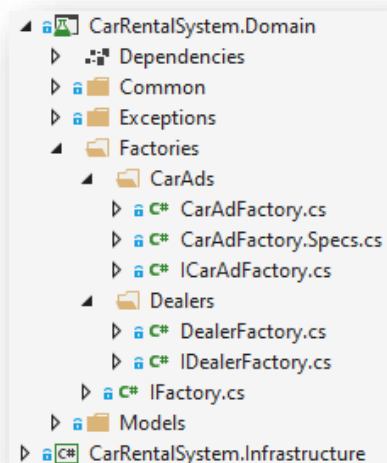 CarRentalSystem.Domain
Dependencies
Common
Exceptions
Factories
CarAds
C# CarAdFactory.cs
C# CarAdFactory.Specs.cs
C# ICarAdFactory.cs
Dealers
C# DealerFactory.cs
C# IDealerFactory.cs
C# IFactory.cs
Models
C# CarRentalSystem.Infrastructure